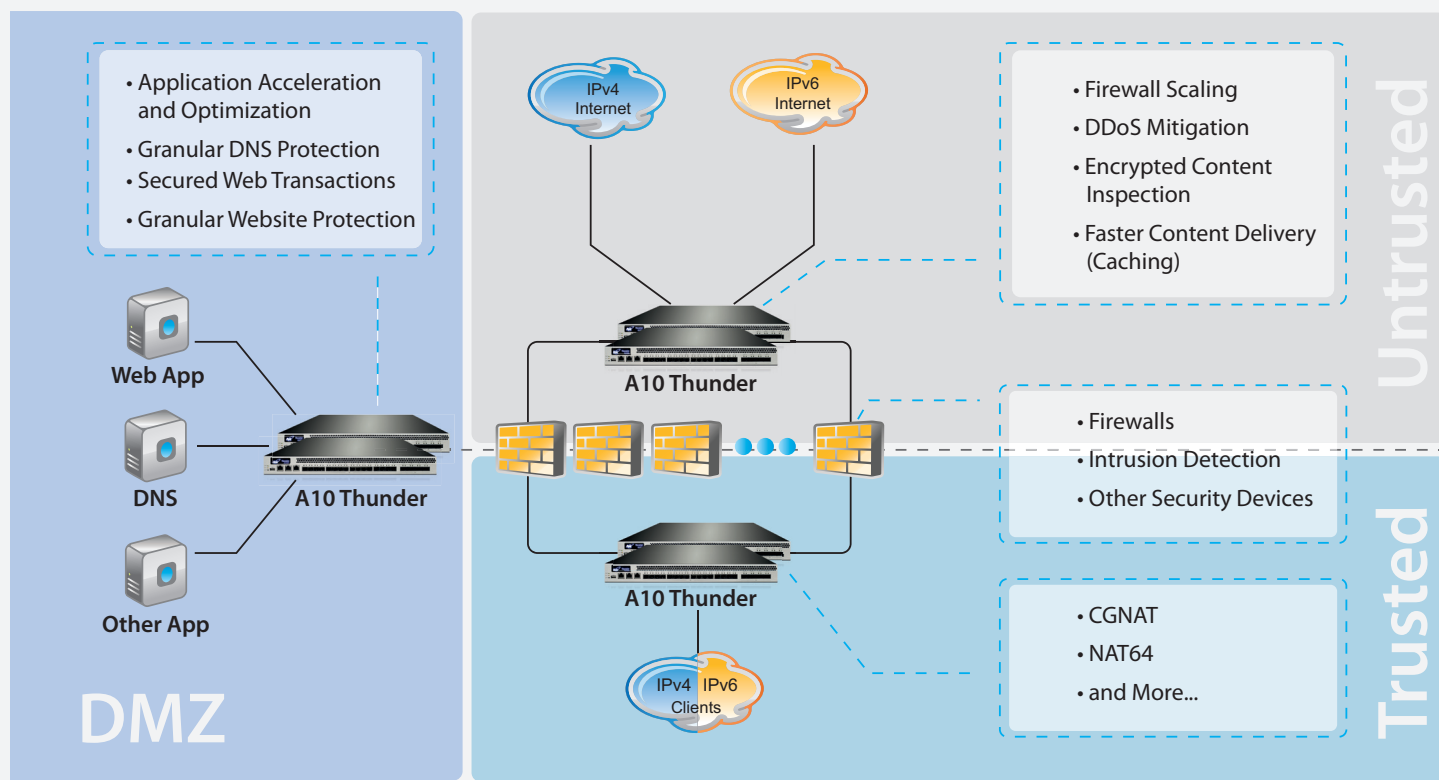 • Application Acceleration
and Optimization
• Granular DNS Protection
• Secured Web Transactions
• Granular Website Protection
Web App
DNS
Other App
A10 Thunder
DMZ
IPv4
Internet
IPv6
Internet
A10 Thunder
A10 Thunder
IPv4 IPv6
Clients
• Firewall Scaling
• DDoS Mitigation
• Encrypted Content
Inspection
• Faster Content Delivery
(Caching)
Untrusted
• Firewalls
• Intrusion Detection
• Other Security Devices
• CGNAT
• NAT64
• and More...
Trusted